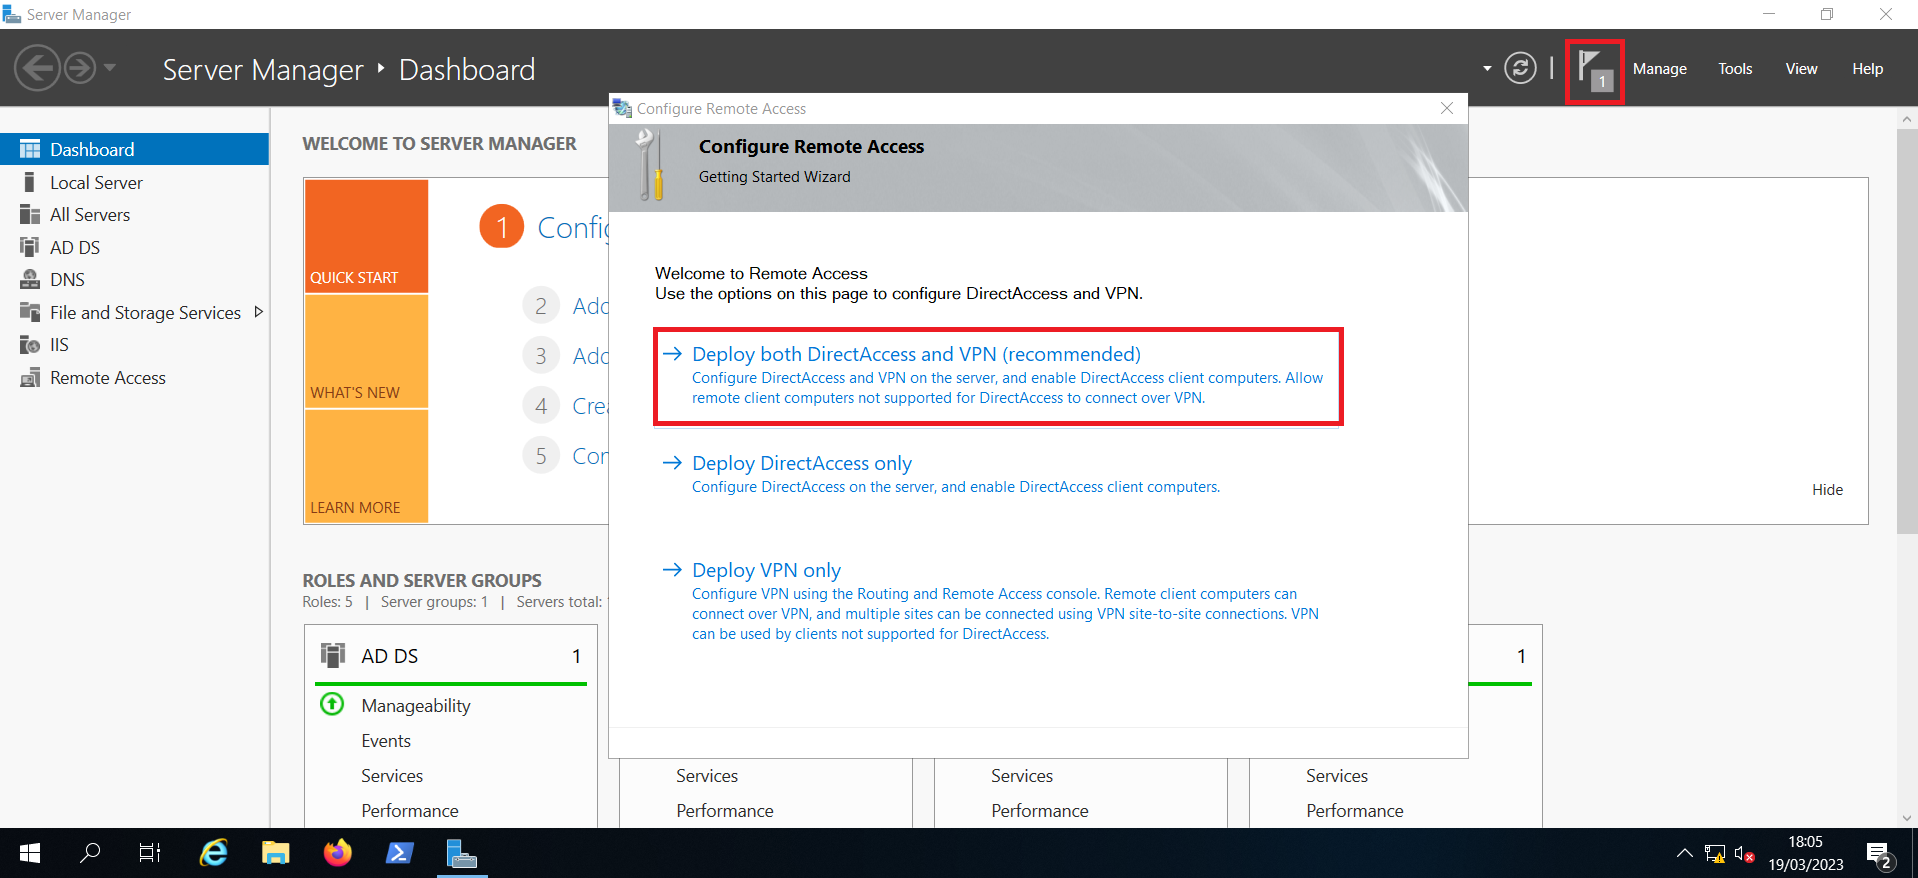 Server Manager
Server Manager ‣ Dashboard
1
Manage
Tools
View
Help
Dashboard
Local Server
All Servers
AD DS
DNS
File and Storage Services
IIS
Remote Access
WELCOME TO SERVER MANAGER
QUICK START
WHAT'S NEW
LEARN MORE
1
2
3
4
5
Hide
Configure Remote Access
Configure Remote Access
Getting Started Wizard
Welcome to Remote Access
Use the options on this page to configure DirectAccess and VPN.
Deploy both DirectAccess and VPN (recommended)
Configure DirectAccess and VPN on the server, and enable DirectAccess client computers. Allow
remote client computers not supported for DirectAccess to connect over VPN.
Deploy DirectAccess only
Configure DirectAccess on the server, and enable DirectAccess client computers.
Deploy VPN only
Configure VPN using the Routing and Remote Access console. Remote client computers can
connect over VPN, and multiple sites can be connected using VPN site-to-site connections. VPN
can be used by clients not supported for DirectAccess.
ROLES AND SERVER GROUPS
Roles: 5 | Server groups: 1 | Servers total:
AD DS 1
Manageability
Events
Services
Performance
Services
Performance
Services
Performance
1
Services
Performance
18:05
19/03/2023
2